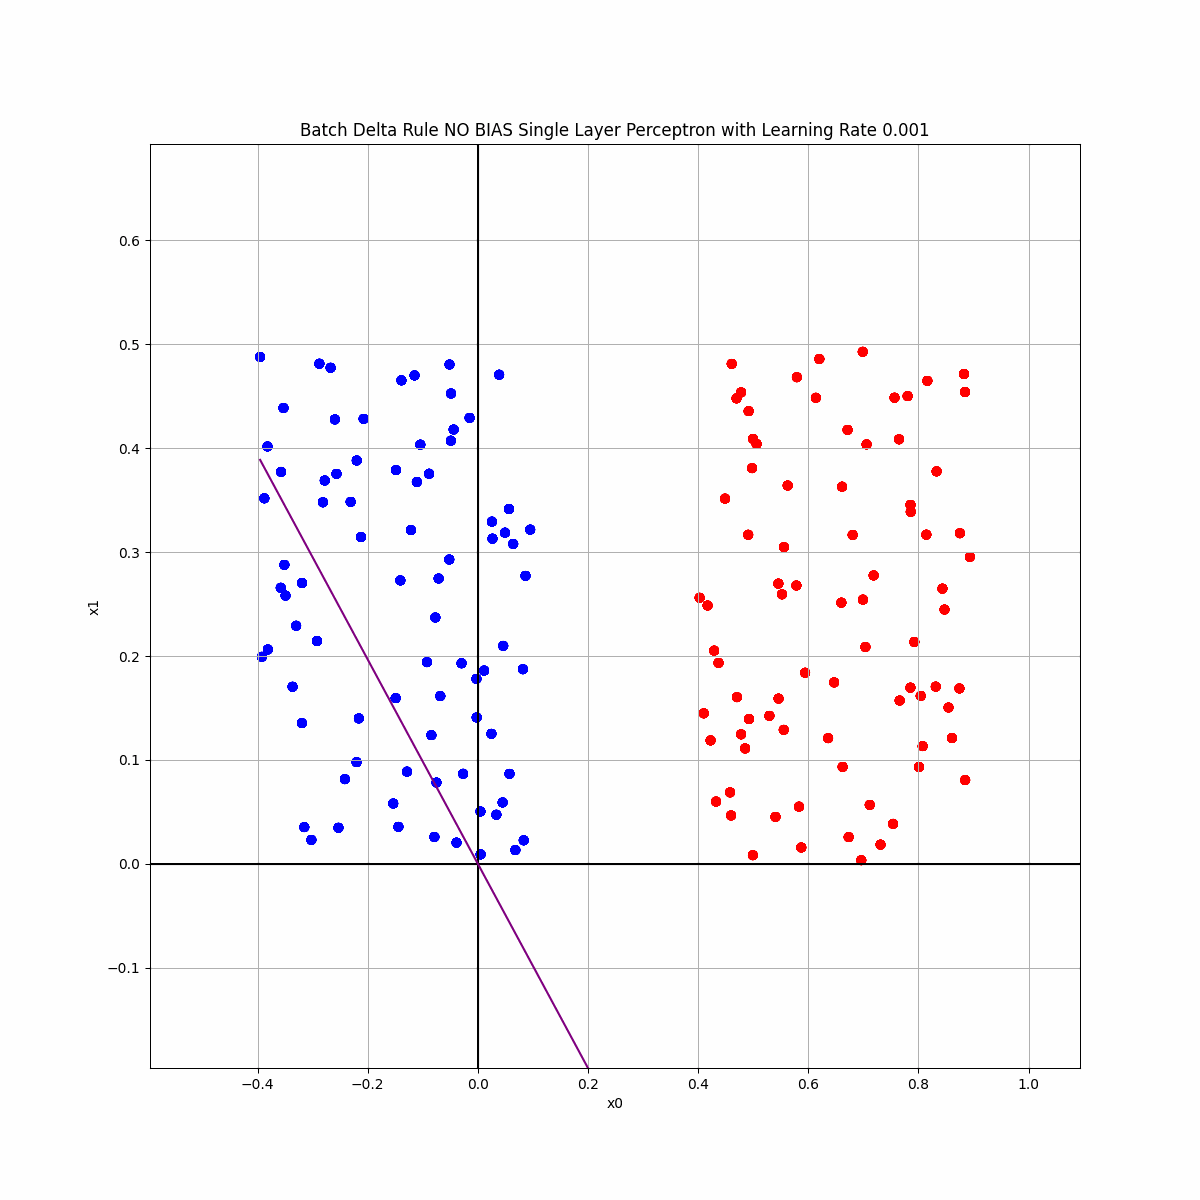 Batch Delta Rule NO BIAS Single Layer Perceptron with Learning Rate 0.001
0.6
0.5
0.4
0.3
0.2
0.1
0.0
−0.1
x1
−0.4 −0.2 0.0 0.2 0.4 0.6 0.8 1.0
x0